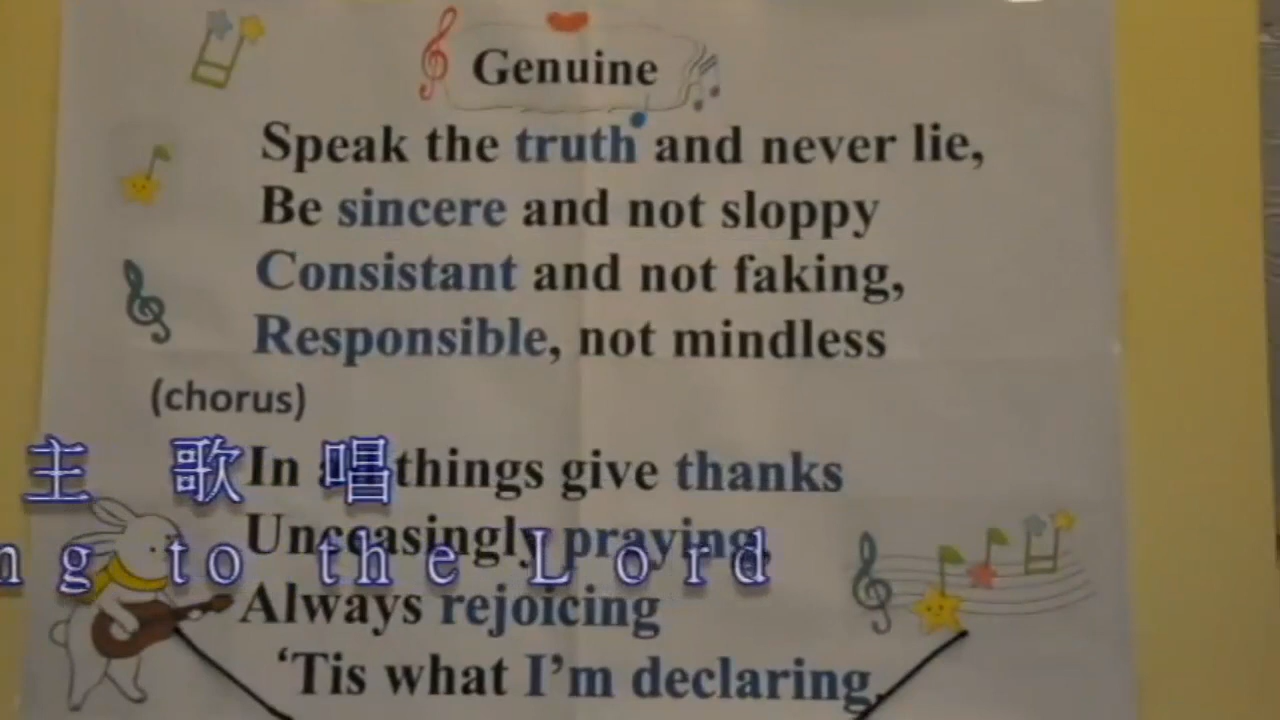 Genuine
Speak the truth and never lie,
Be sincere and not sloppy
Consistant and not faking,
Responsible, not mindless
(chorus)
In all things give thanks
主歌唱
Unceasingly praying,
ng to the Lord
Always rejoicing
‘Tis what I’m declaring,